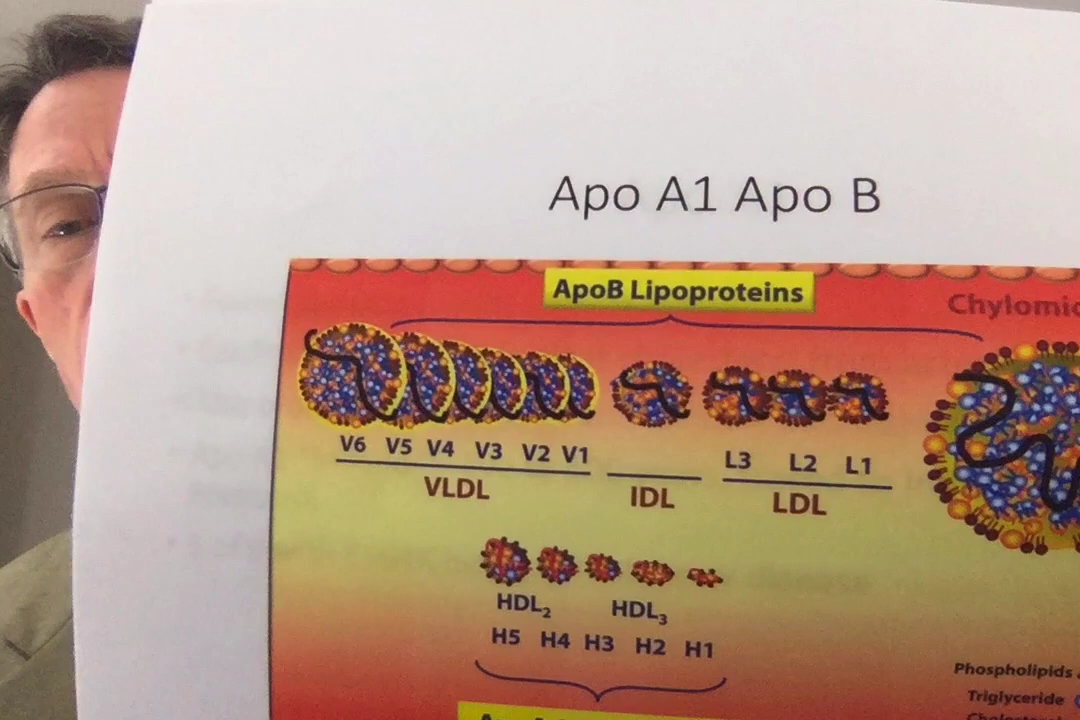 Apo A1 Apo B
ApoB Lipoproteins
V6 V5 V4 V3 V2 V1
VLDL
IDL
L3 L2 L1
LDL
HDL2 HDL3
H5 H4 H3 H2 H1
Phospholipids
Triglyceride